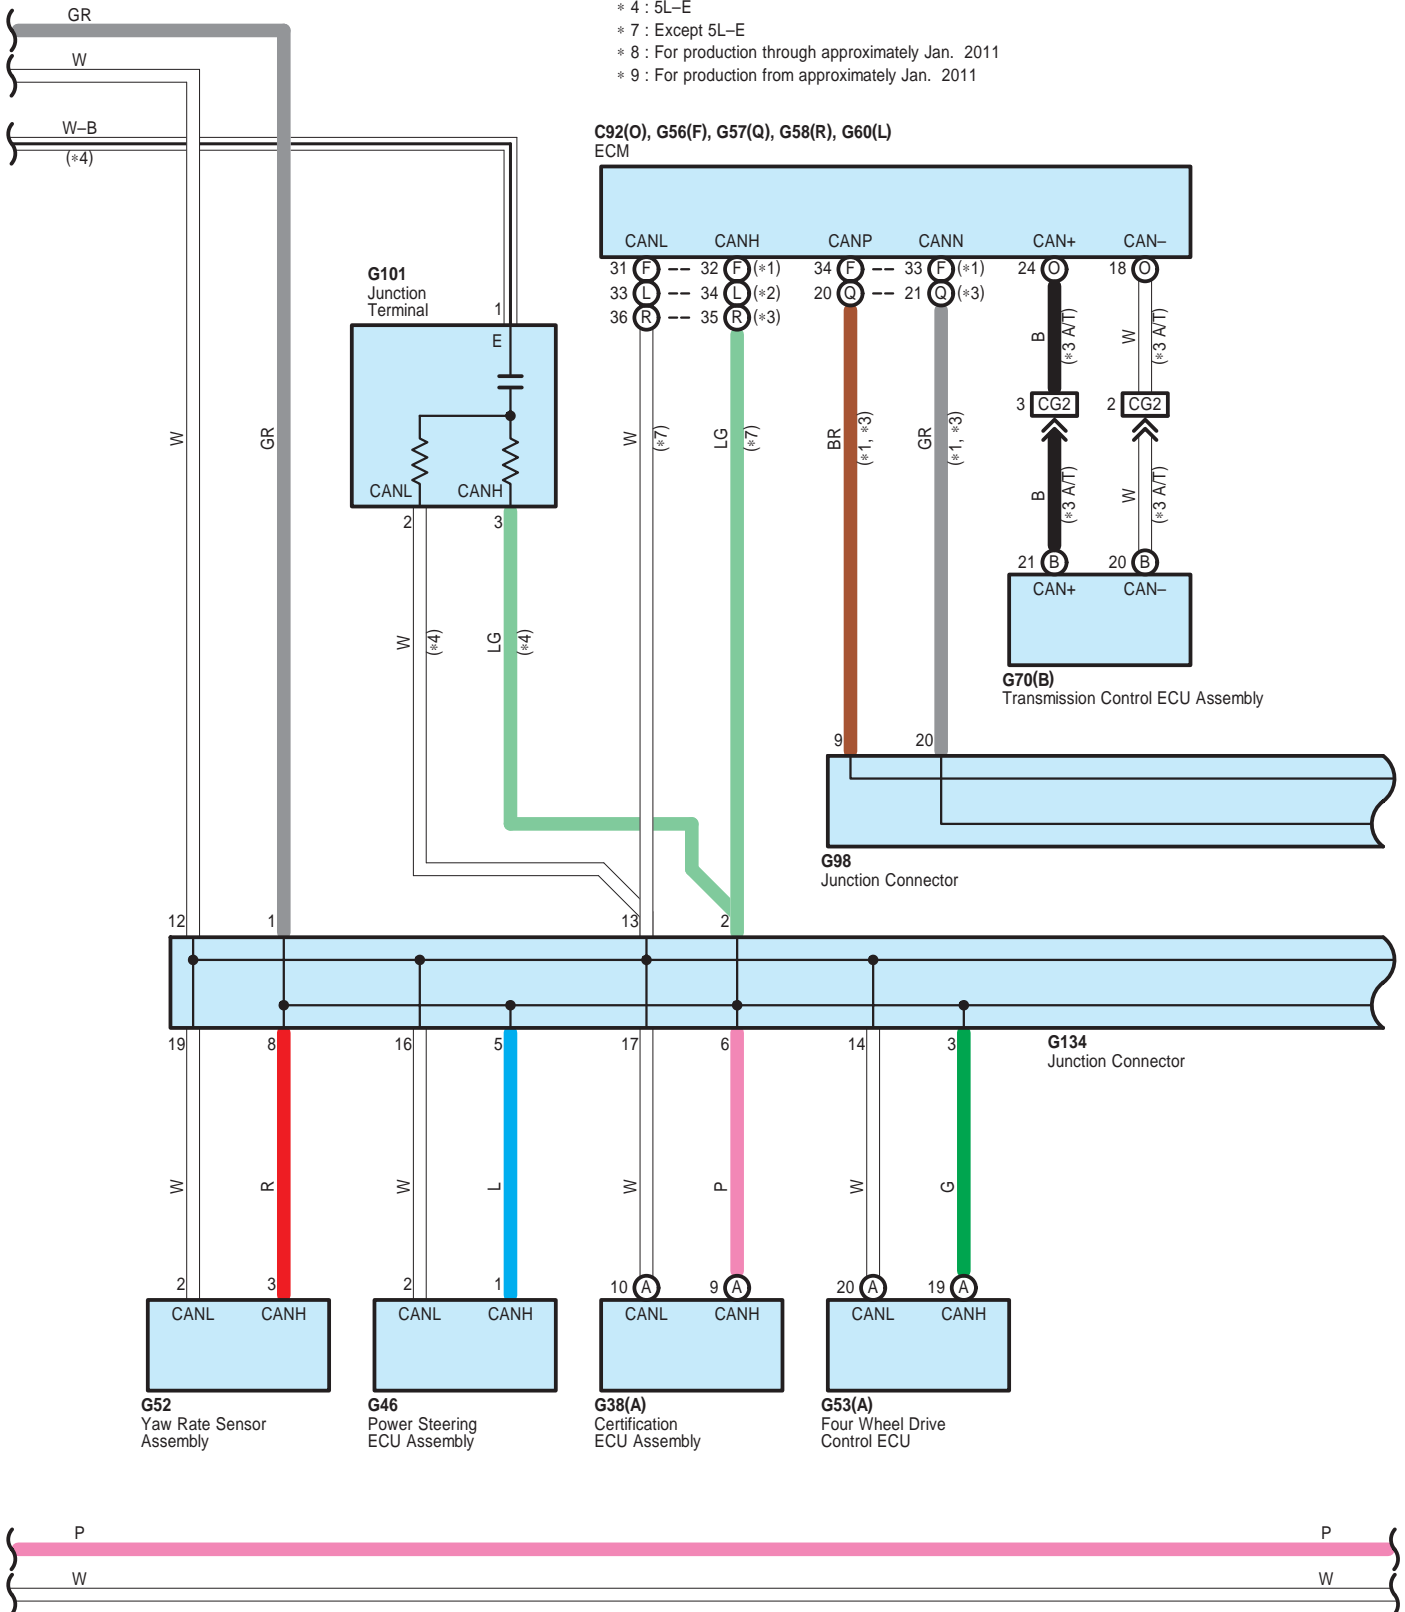 GR
W
W–B
(∗4)
∗ 4 : 5L–E
∗ 7 : Except 5L–E
∗ 8 : For production through approximately Jan. 2011
∗ 9 : For production from approximately Jan. 2011
C92(O), G56(F), G57(Q), G58(R), G60(L)
ECM
CANL CANH CANP CANN CAN+ CAN–
31 F -- 32 F (∗1) 34 F -- 33 F (∗1) 24 O 18 O
33 L -- 34 L (∗2) 20 Q -- 21 Q (∗3)
36 R -- 35 R (∗3)
G101
Junction
Terminal
1
E
CANL CANH
2 3
B (∗3 A/T) W (∗3 A/T)
3 CG2 2 CG2
W GR W (∗7) LG (∗7) BR (∗1, ∗3) GR (∗1, ∗3)
B (∗3 A/T) W (∗3 A/T)
21 B 20 B
CAN+ CAN–
G70(B)
Transmission Control ECU Assembly
W (∗4) LG (∗4)
9 20
G98
Junction Connector
12 1 13 2
19 8 16 5 17 6 14 3
G134
Junction Connector
W R W L W P W G
2 3 2 1 10 A 9 A 20 A 19 A
CANL CANH CANL CANH CANL CANH CANL CANH
G52
Yaw Rate Sensor
Assembly
G46
Power Steering
ECU Assembly
G38(A)
Certification
ECU Assembly
G53(A)
Four Wheel Drive
Control ECU
P P
W W